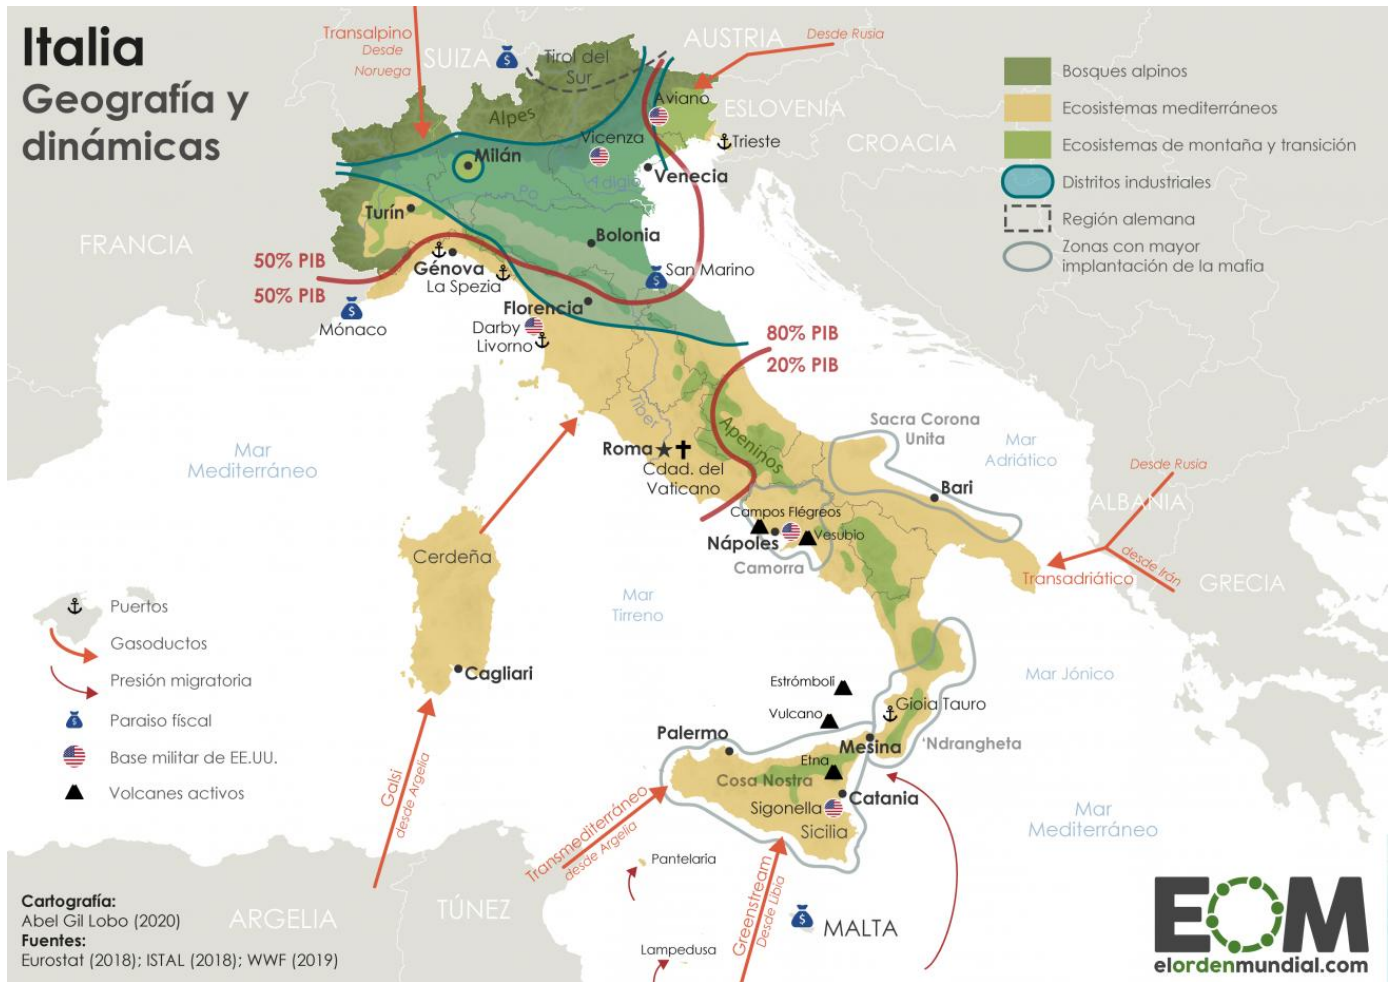 Italia
Geografía y
dinámicas
Transalpino
Desde
Noruega
SUIZA
Tirol del
Sur
AUSTRIA
Desde Rusia
ESLOVENIA
CROACIA
FRANCIA
Alpes
Aviano
Vicenza
Trieste
Milán
Venecia
Po
Adigio
Turín
Bolonia
50% PIB
50% PIB
Génova
La Spezia
San Marino
Mónaco
Florencia
Darby
Livorno
80% PIB
20% PIB
Bosques alpinos
Ecosistemas mediterráneos
Ecosistemas de montaña y transición
Distritos industriales
Región alemana
Zonas con mayor
implantación de la mafia
Mar
Mediterráneo
Tíber
Apeninos
Roma
Cdad. del
Vaticano
Sacra Corona
Unita
Mar
Adriático
Bari
Desde Rusia
ALBANIA
desde Irán
Transadriático
GRECIA
Campos Flégreos
Nápoles
Vesubio
Camorra
Cerdeña
Cagliari
Mar
Tirreno
Puertos
Gasoductos
Presión migratoria
Paraiso físcal
Base militar de EE.UU.
Volcanes activos
Estrómboli
Vulcano
Gioia Tauro
Mar Jónico
Palermo
Mesina
'Ndrangheta
Etna
Cosa Nostra
Catania
Sigonella
Sicilia
Mar
Mediterráneo
Galsi
desde Argelia
Transmediterráneo
desde Argelia
Greenstream
Desde Libia
Pantelaria
Lampedusa
MALTA
ARGELIA
TÚNEZ
Cartografía:
Abel Gil Lobo (2020)
Fuentes:
Eurostat (2018); ISTAL (2018); WWF (2019)
EOM
elordenmundial.com